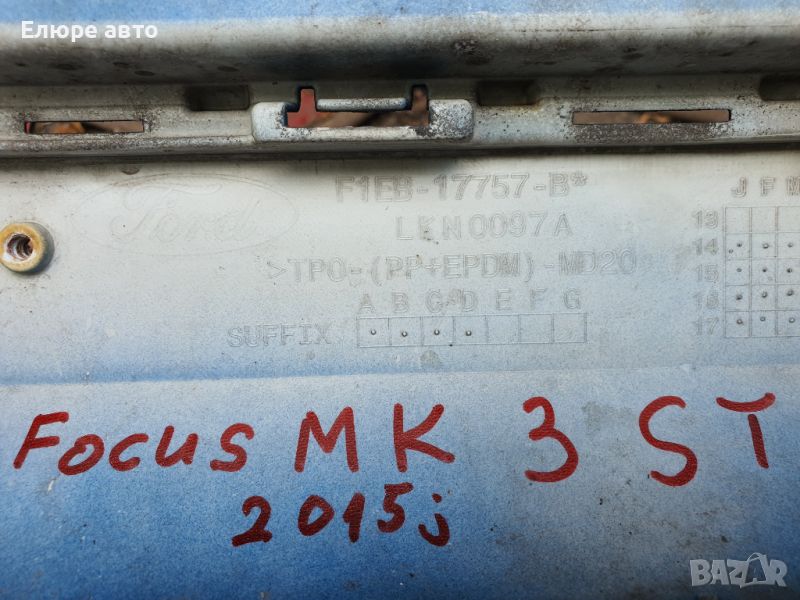 Елюре авто
F1EB-17757-B*
Ford
LKN0097A
>TPO-(PP+EPDM)-MD20
A B C D E F G
SUFFIX
J F M
13
14
15
16
17
Focus MK 3 ST
2015j
BAZAR